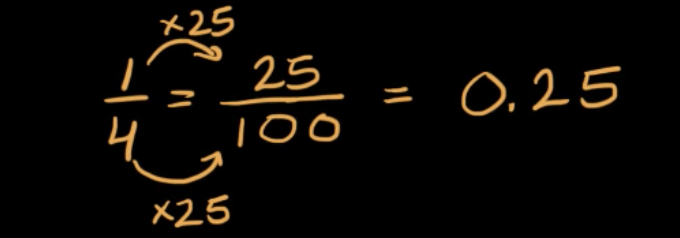 ×25
1/4 = 25/100 = 0.25
×25